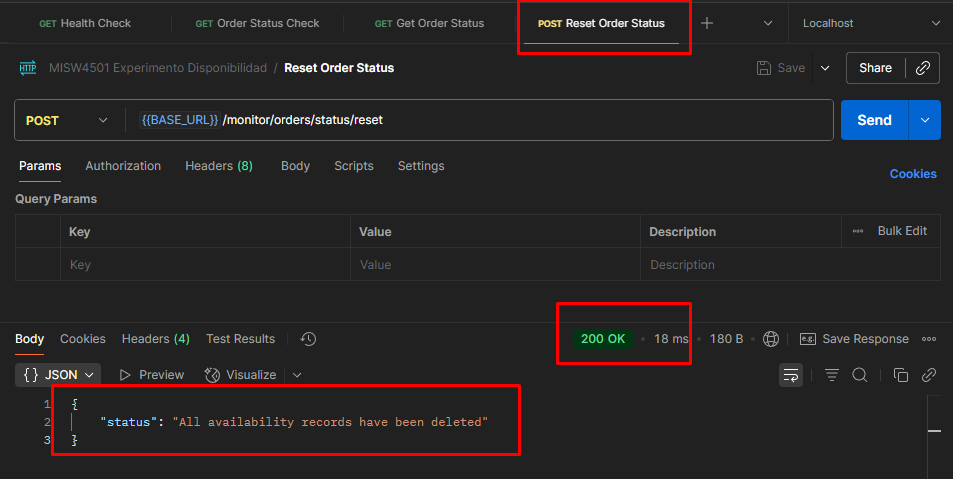 GET Health Check GET Order Status Check GET Get Order Status POST Reset Order Status Localhost
HTTP MISW4501 Experimento Disponibilidad / Reset Order Status Save Share
POST {{BASE_URL}} /monitor/orders/status/reset Send
Params Authorization Headers (8) Body Scripts Settings Cookies
Query Params
Key Value Description Bulk Edit
Key Value Description
Body Cookies Headers (4) Test Results 200 OK • 18 ms • 180 B • e.g. Save Response
{} JSON Preview Visualize
1 {
2 "status": "All availability records have been deleted"
3 }